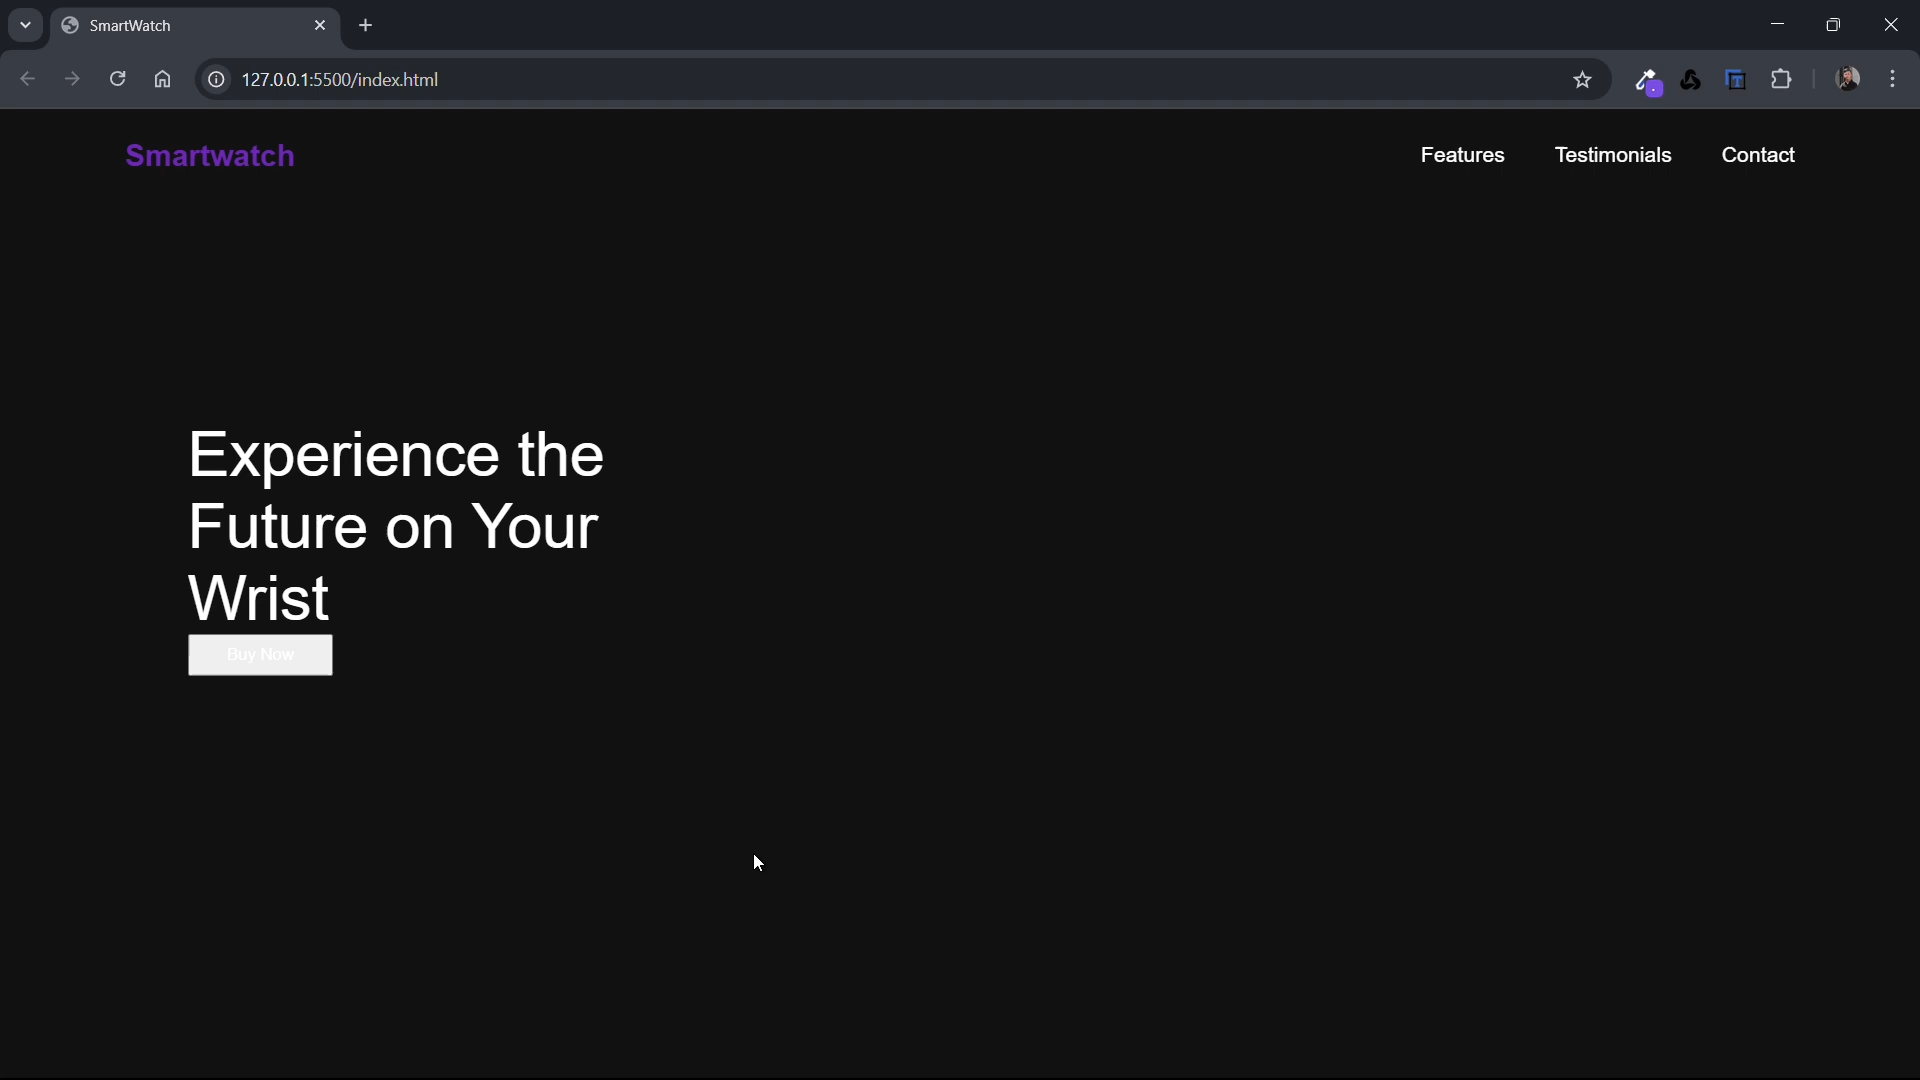 SmartWatch
127.0.0.1:5500/index.html
Smartwatch
Features
Testimonials
Contact
Experience the
Future on Your
Wrist
Buy Now